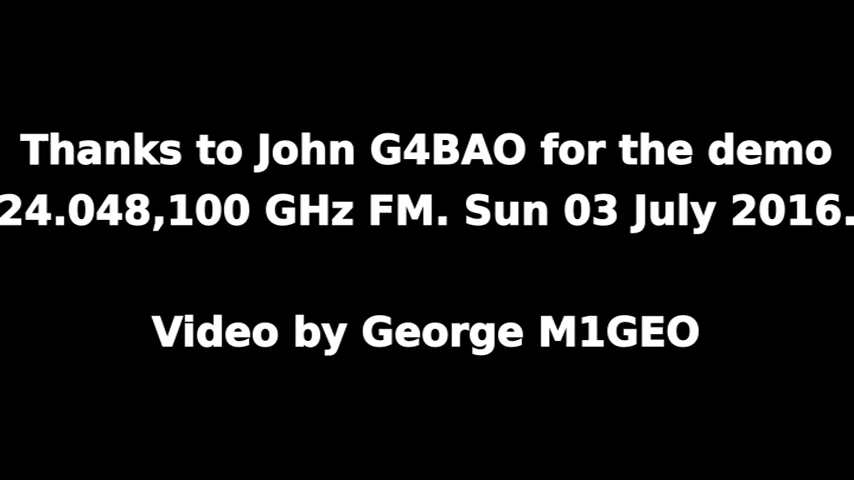 Thanks to John G4BAO for the demo
24.048,100 GHz FM. Sun 03 July 2016.
Video by George M1GEO